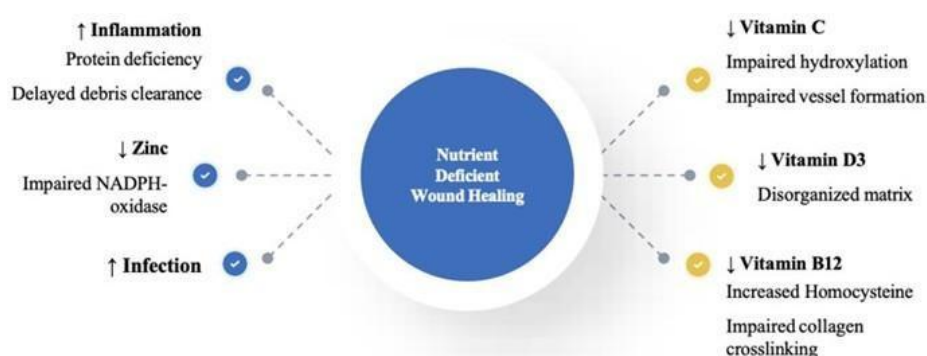 ↑ Inflammation
Protein deficiency
Delayed debris clearance
↓ Zinc
Impaired NADPH-
oxidase
↑ Infection
Nutrient
Deficient
Wound Healing
↓ Vitamin C
Impaired hydroxylation
Impaired vessel formation
↓ Vitamin D3
Disorganized matrix
↓ Vitamin B12
Increased Homocysteine
Impaired collagen
crosslinking